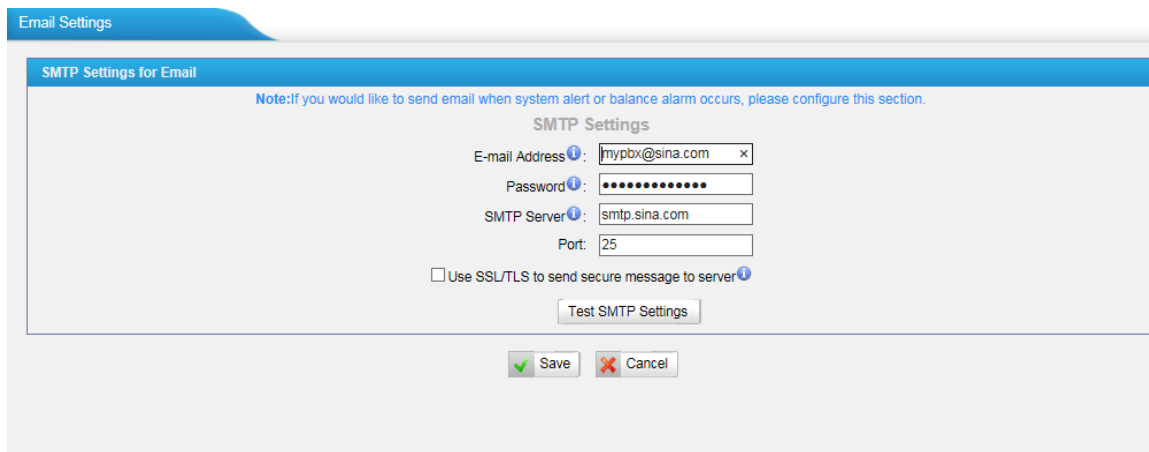 Email Settings
SMTP Settings for Email
Note:If you would like to send email when system alert or balance alarm occurs, please configure this section.
SMTP Settings
E-mail Address i : mypbx@sina.com ×
Password i : •••••••••••••
SMTP Server i : smtp.sina.com
Port: 25
Use SSL/TLS to send secure message to server i
Test SMTP Settings
Save Cancel